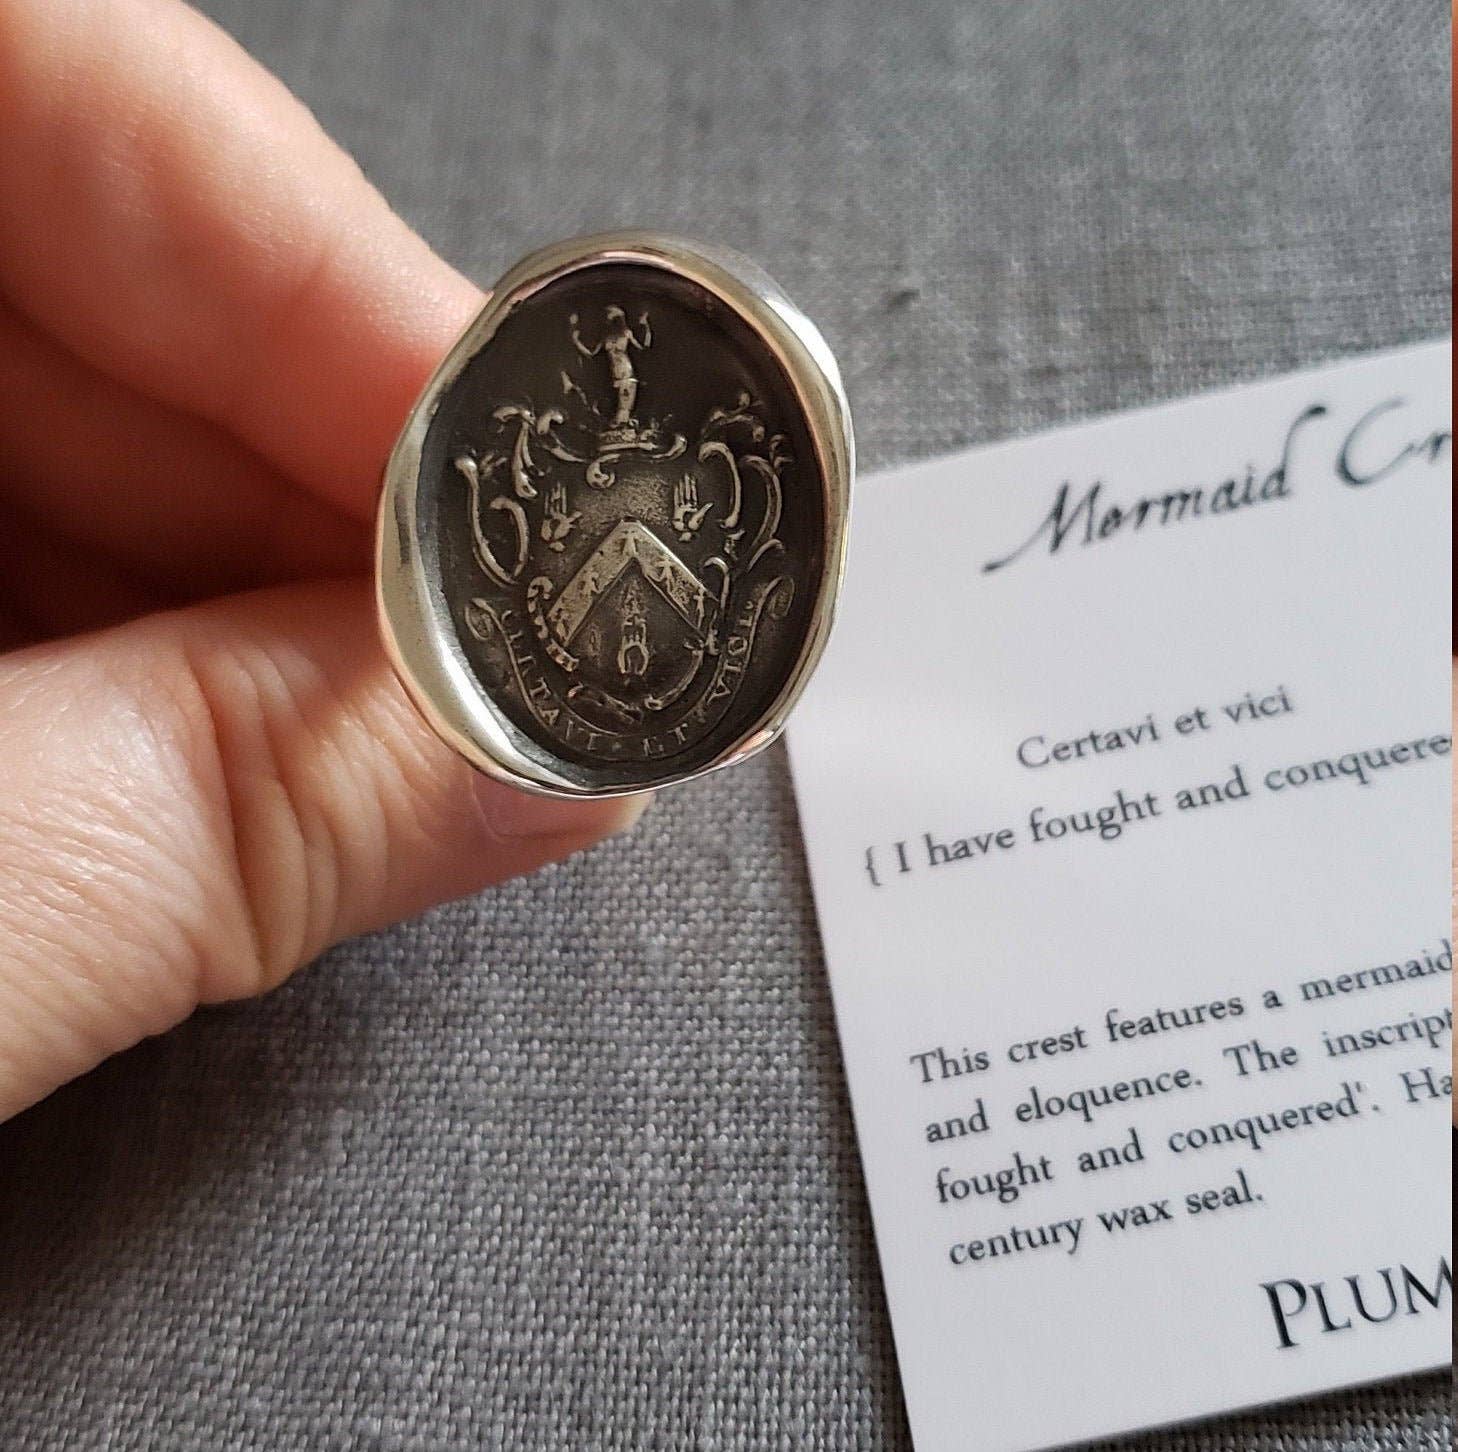 CERTAVI · ET · VICI
Mermaid Cr
Certavi et vici
{ I have fought and conquere
This crest features a mermaid
and eloquence. The inscript
fought and conquered'. Ha
century wax seal.
PLUM